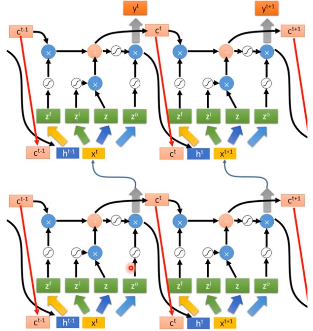 y^t y^{t+1}
c^{t-1} c^t c^{t+1}
× × × ×
× ×
z^f z^i z z^o z^f z^i z z^o
c^{t-1} h^{t-1} x^t c^t h^t x^{t+1}
c^{t-1} c^t c^{t+1}
× × × ×
× ×
z^f z^i z z^o z^f z^i z z^o
c^{t-1} h^{t-1} x^t c^t h^t x^{t+1}